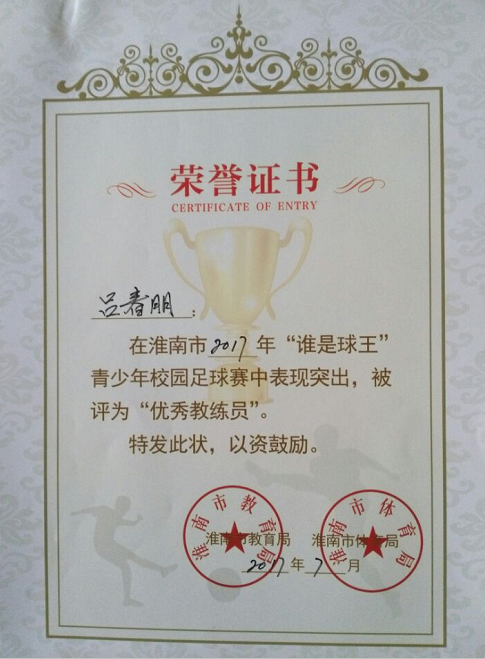 荣誉证书
CERTIFICATE OF ENTRY
吕春朋：
在淮南市2017年“谁是球王”
青少年校园足球赛中表现突出，被
评为“优秀教练员”。
特发此状，以资鼓励。
淮南市教育局
淮南市体育局
淮南市教育局 淮南市体育局
2017年7月